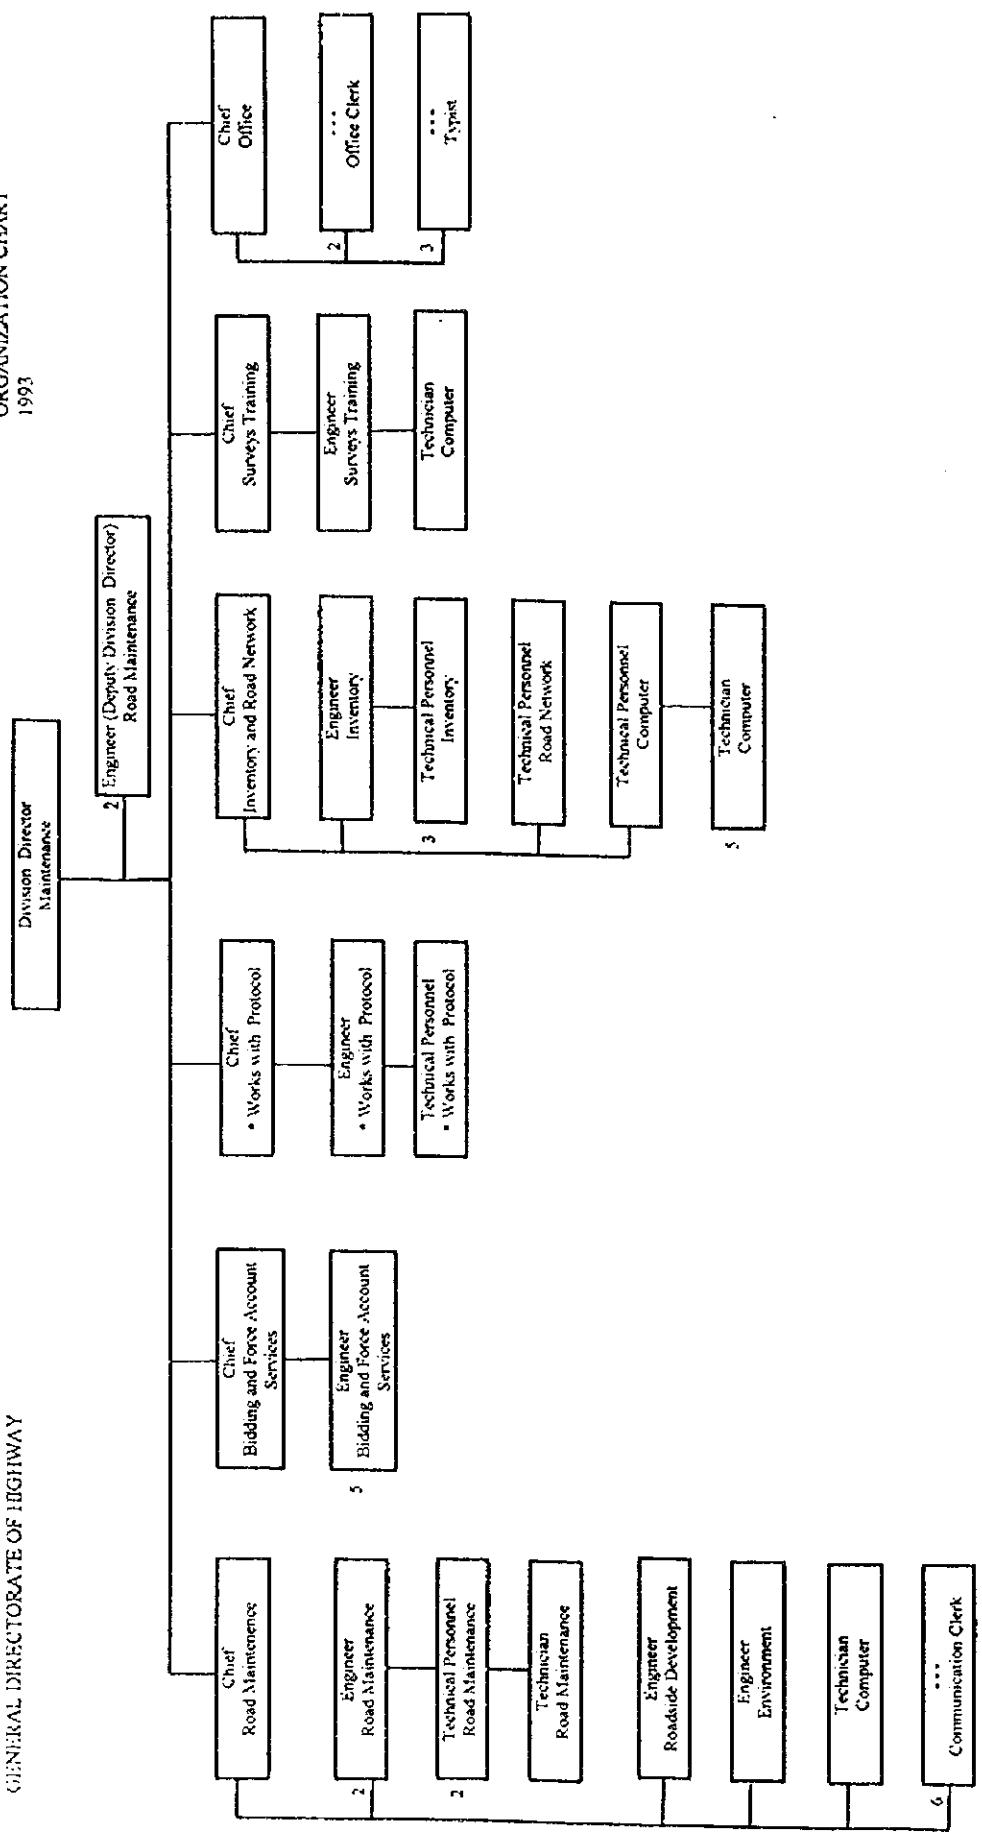 GENERAL DIRECTORATE OF HIGHWAY
ORGANIZATION CHART
1993
Division Director
Maintenance
2
Engineer (Deputy Division Director)
Road Maintenance
Chief
Road Maintenence
2
Engineer
Road Maintenance
2
Technical Personnel
Road Maintenance
Technician
Road Maintenance
Engineer
Roadside Development
Engineer
Environment
Technician
Computer
6
...
Communication Clerk
Chief
Bidding and Force Account
Services
5
Engineer
Bidding and Force Account
Services
Chief
* Works with Protocol
Engineer
* Works with Protocol
Technical Personnel
* Works with Protocol
Chief
Inventory and Road Network
Engineer
Inventory
3
Technical Personnel
Inventory
Technical Personnel
Road Network
Technical Personnel
Computer
5
Technician
Computer
Chief
Surveys Training
Engineer
Surveys Training
Technician
Computer
Chief
Office
2
...
Office Clerk
3
...
Typist